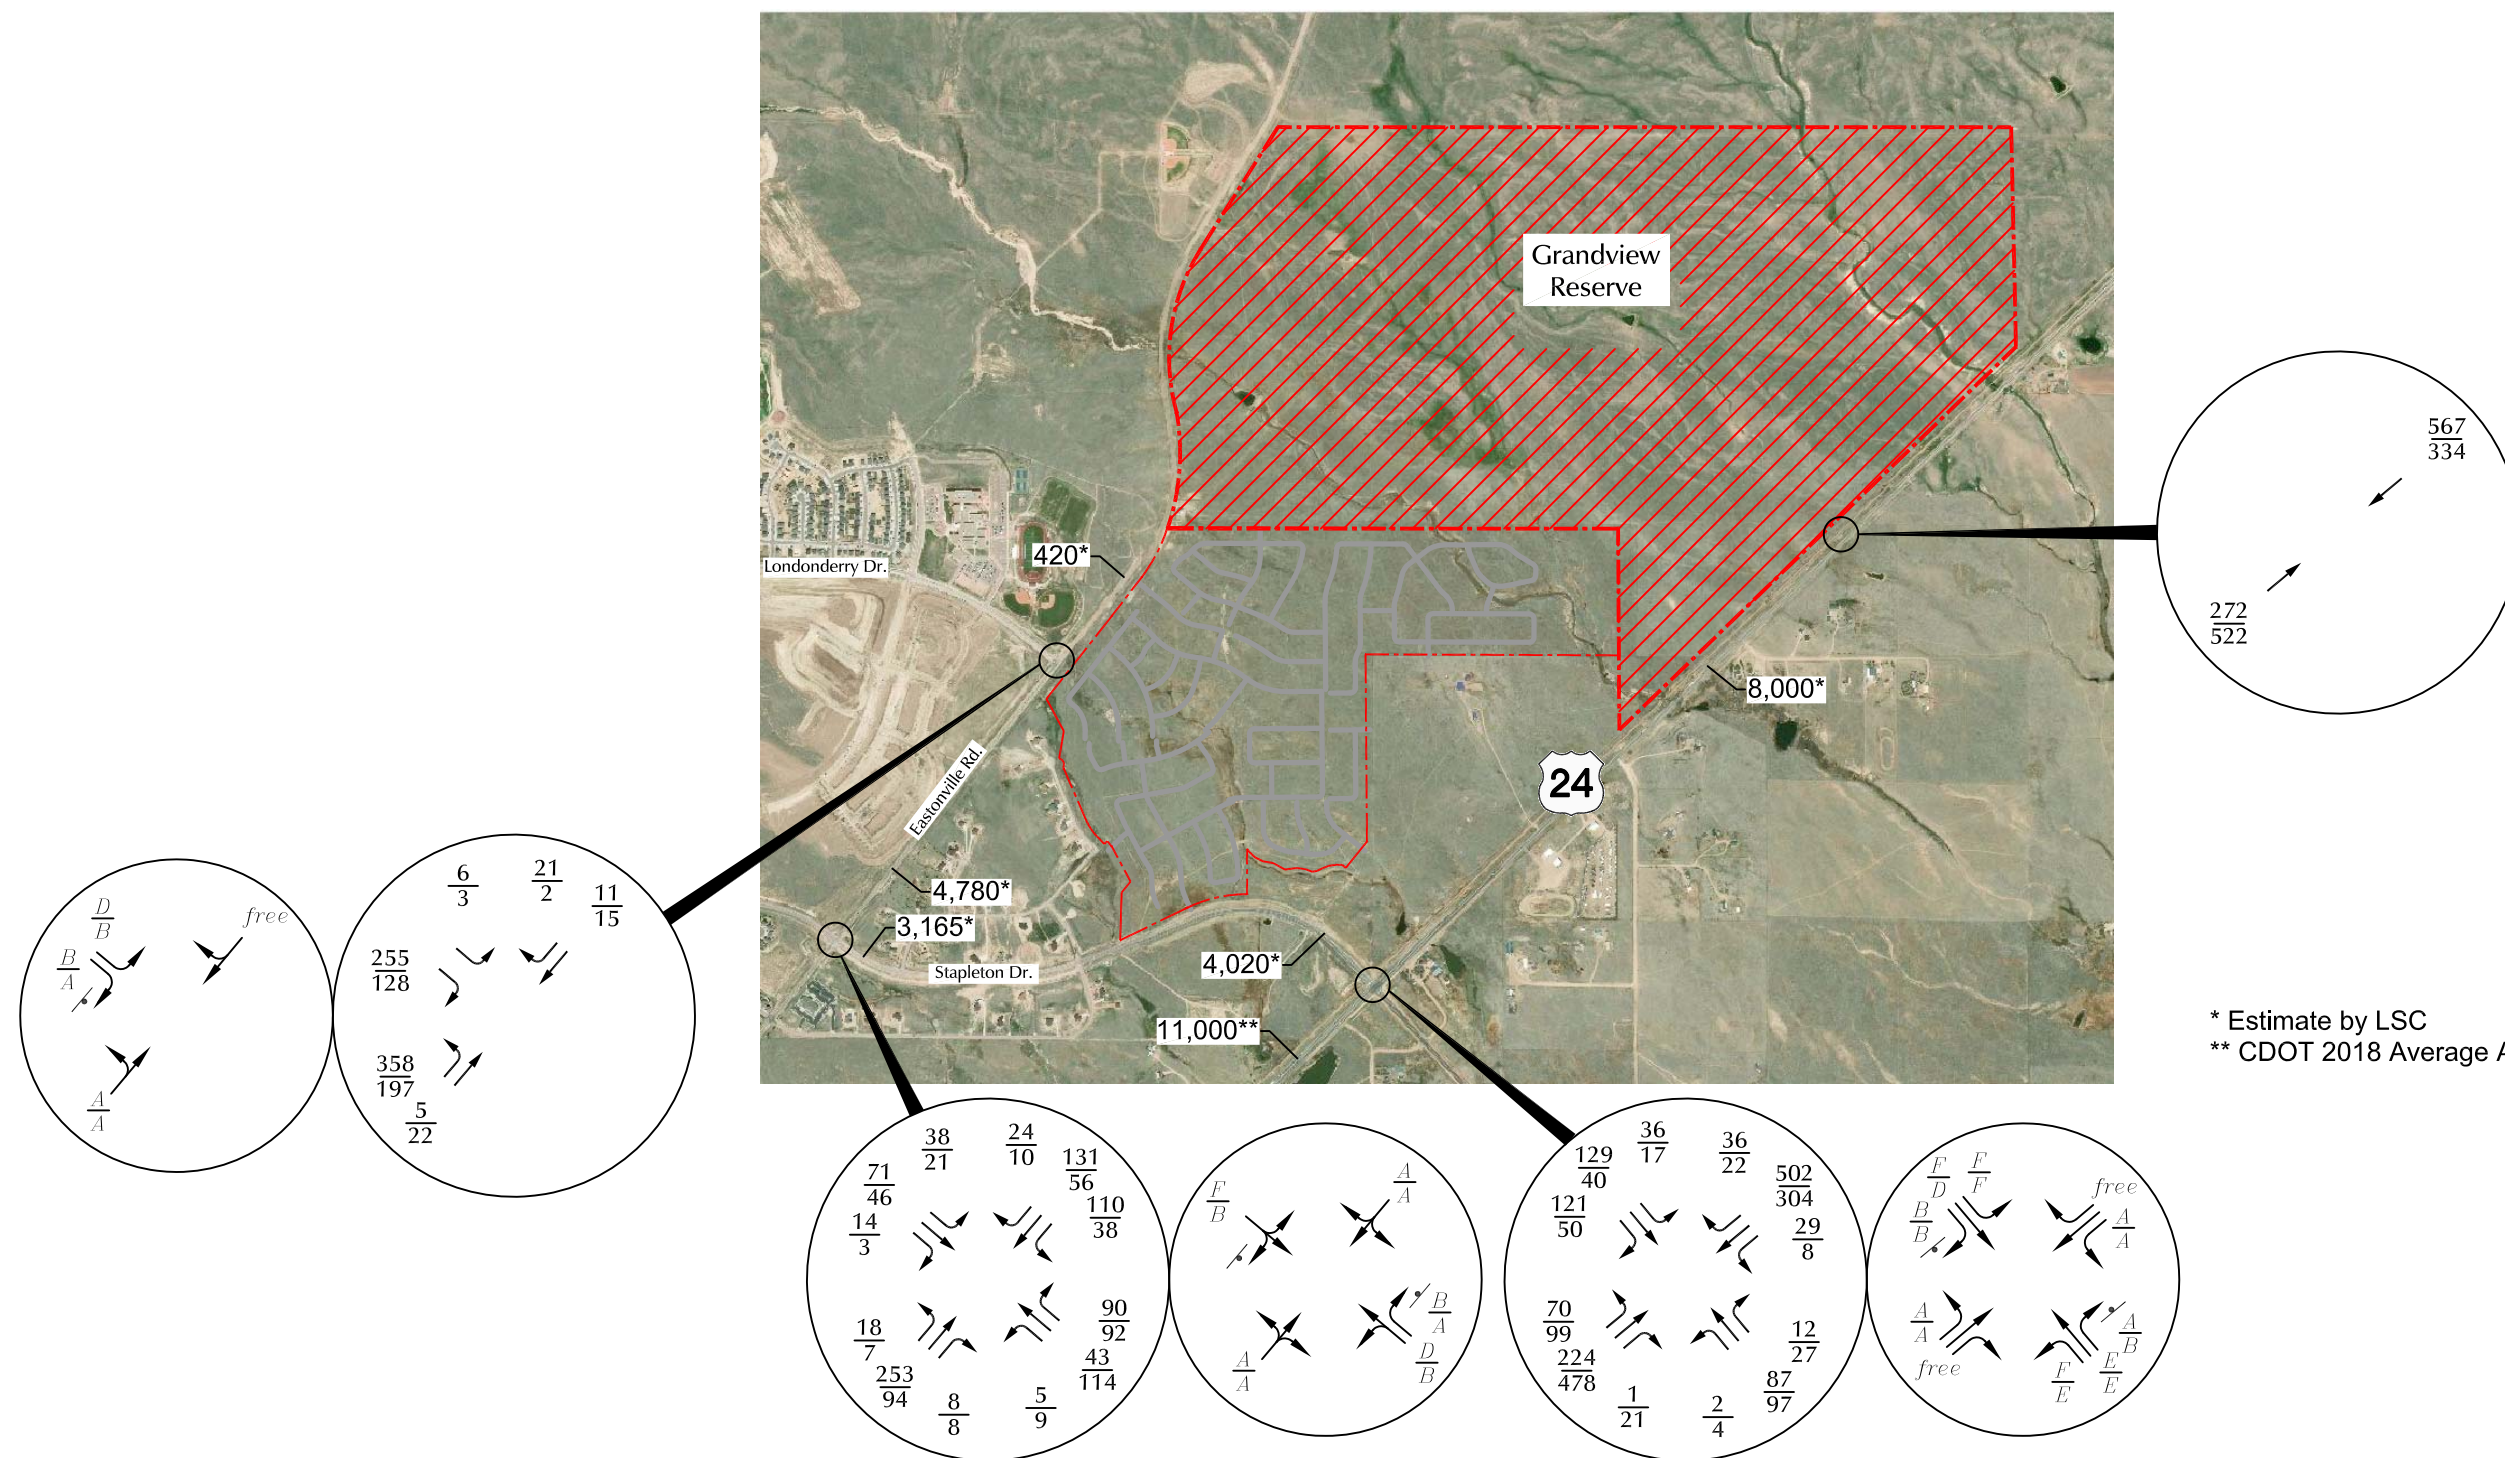 Grandview
Reserve
567
334
272
522
420*
Londonderry Dr.
8,000*
24
Eastonville Rd.
4,780*
3,165*
Stapleton Dr.
4,020*
11,000**
* Estimate by LSC
** CDOT 2018 Average A
D
B
free
B
A
A
A
6
3
21
2
11
15
255
128
358
197
5
22
38
21
24
10
71
46
131
56
14
3
110
38
18
7
90
92
253
94
43
114
8
8
5
9
F
B
A
A
B
A
A
A
D
B
129
40
36
17
36
22
502
304
121
50
29
8
70
99
12
27
224
478
87
97
1
21
2
4
F
D
F
F
free
B
B
A
A
A
A
free
A
B
F
E
E
E